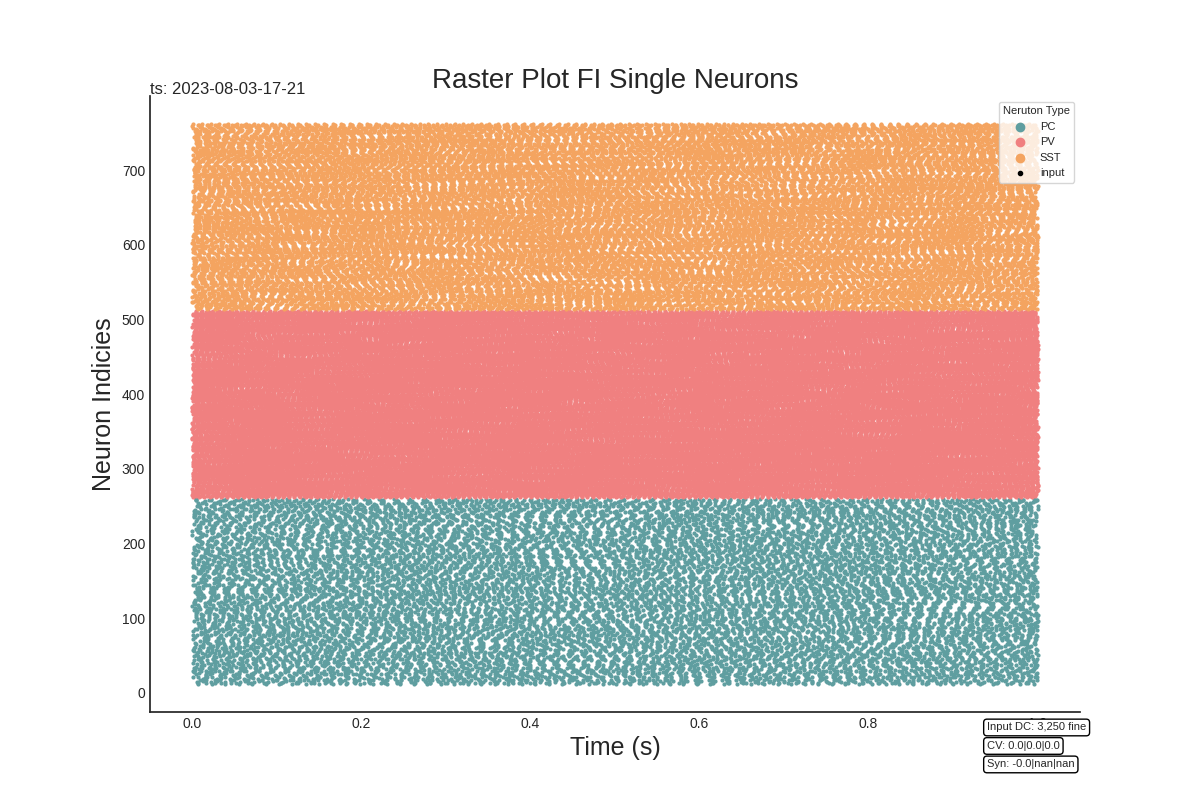 Raster Plot FI Single Neurons
ts: 2023-08-03-17-21
Neruton Type
PC
PV
SST
input
Neuron Indicies
700
600
500
400
300
200
100
0
0.0 0.2 0.4 0.6 0.8
Time (s)
Input DC: 3,250 fine
CV: 0.0|0.0|0.0
Syn: -0.0|nan|nan